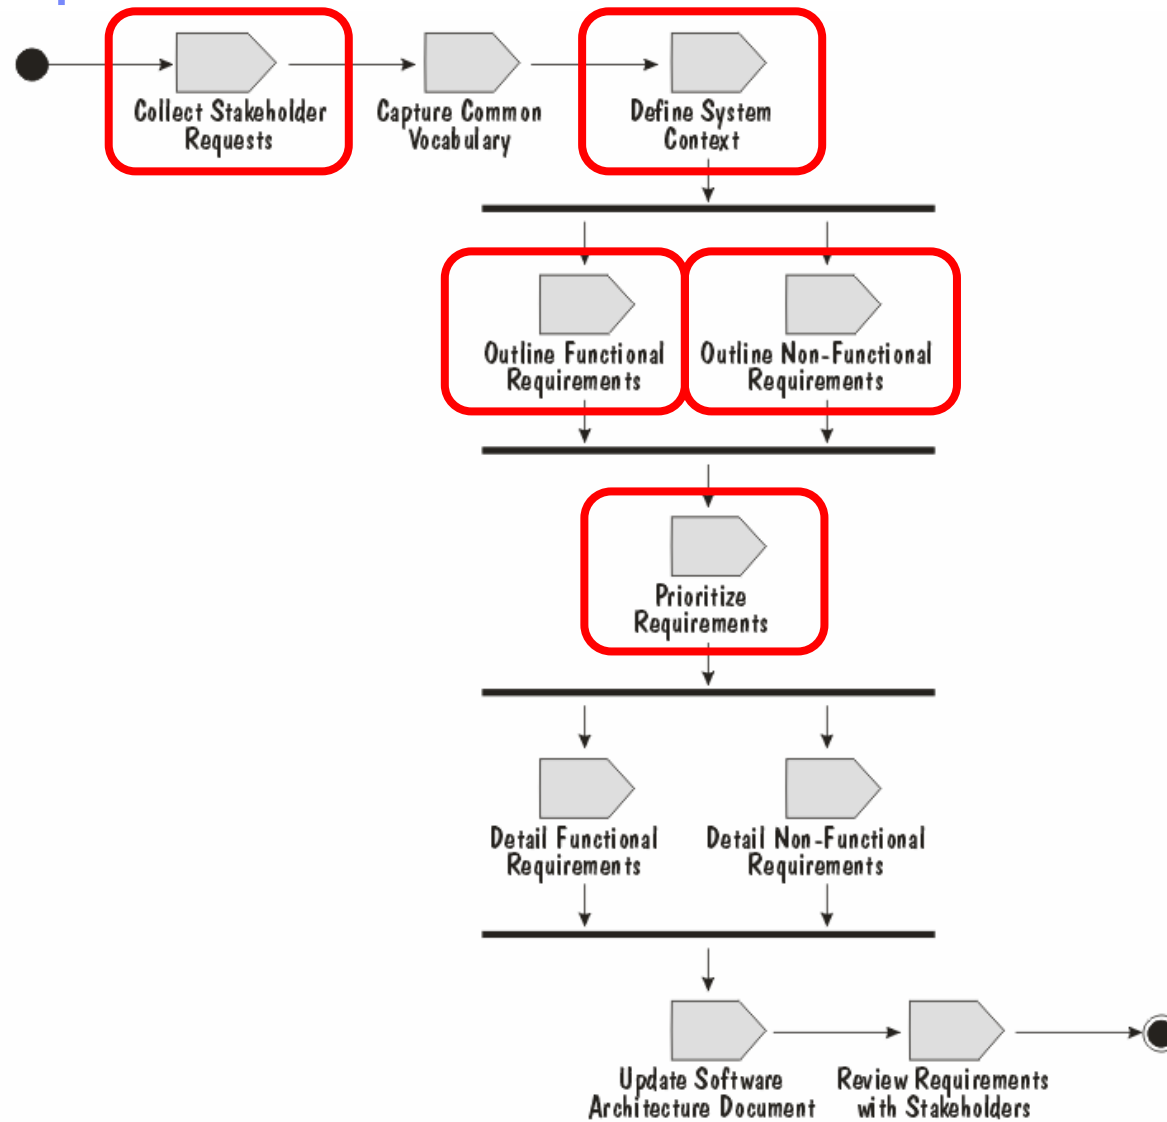 Collect Stakeholder
Requests
Capture Common
Vocabulary
Define System
Context
Outline Functional
Requirements
Outline Non-Functional
Requirements
Prioritize
Requirements
Detail Functional
Requirements
Detail Non-Functional
Requirements
Update Software
Architecture Document
Review Requirements
with Stakeholders